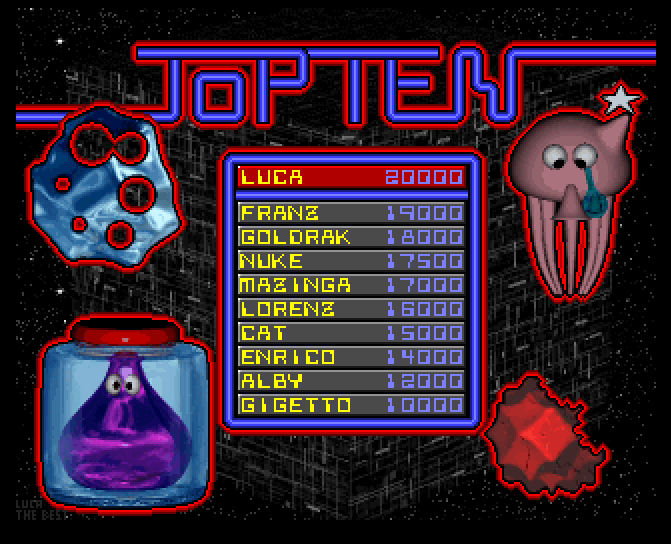 TOP TEN
LUCA 20000
FRANZ 19000
GOLDRAK 18000
NUKE 17500
MAZINGA 17000
LORENZ 16000
CAT 15000
ENRICO 14000
ALBY 12000
GIGETTO 10000
LUCA
THE BEST